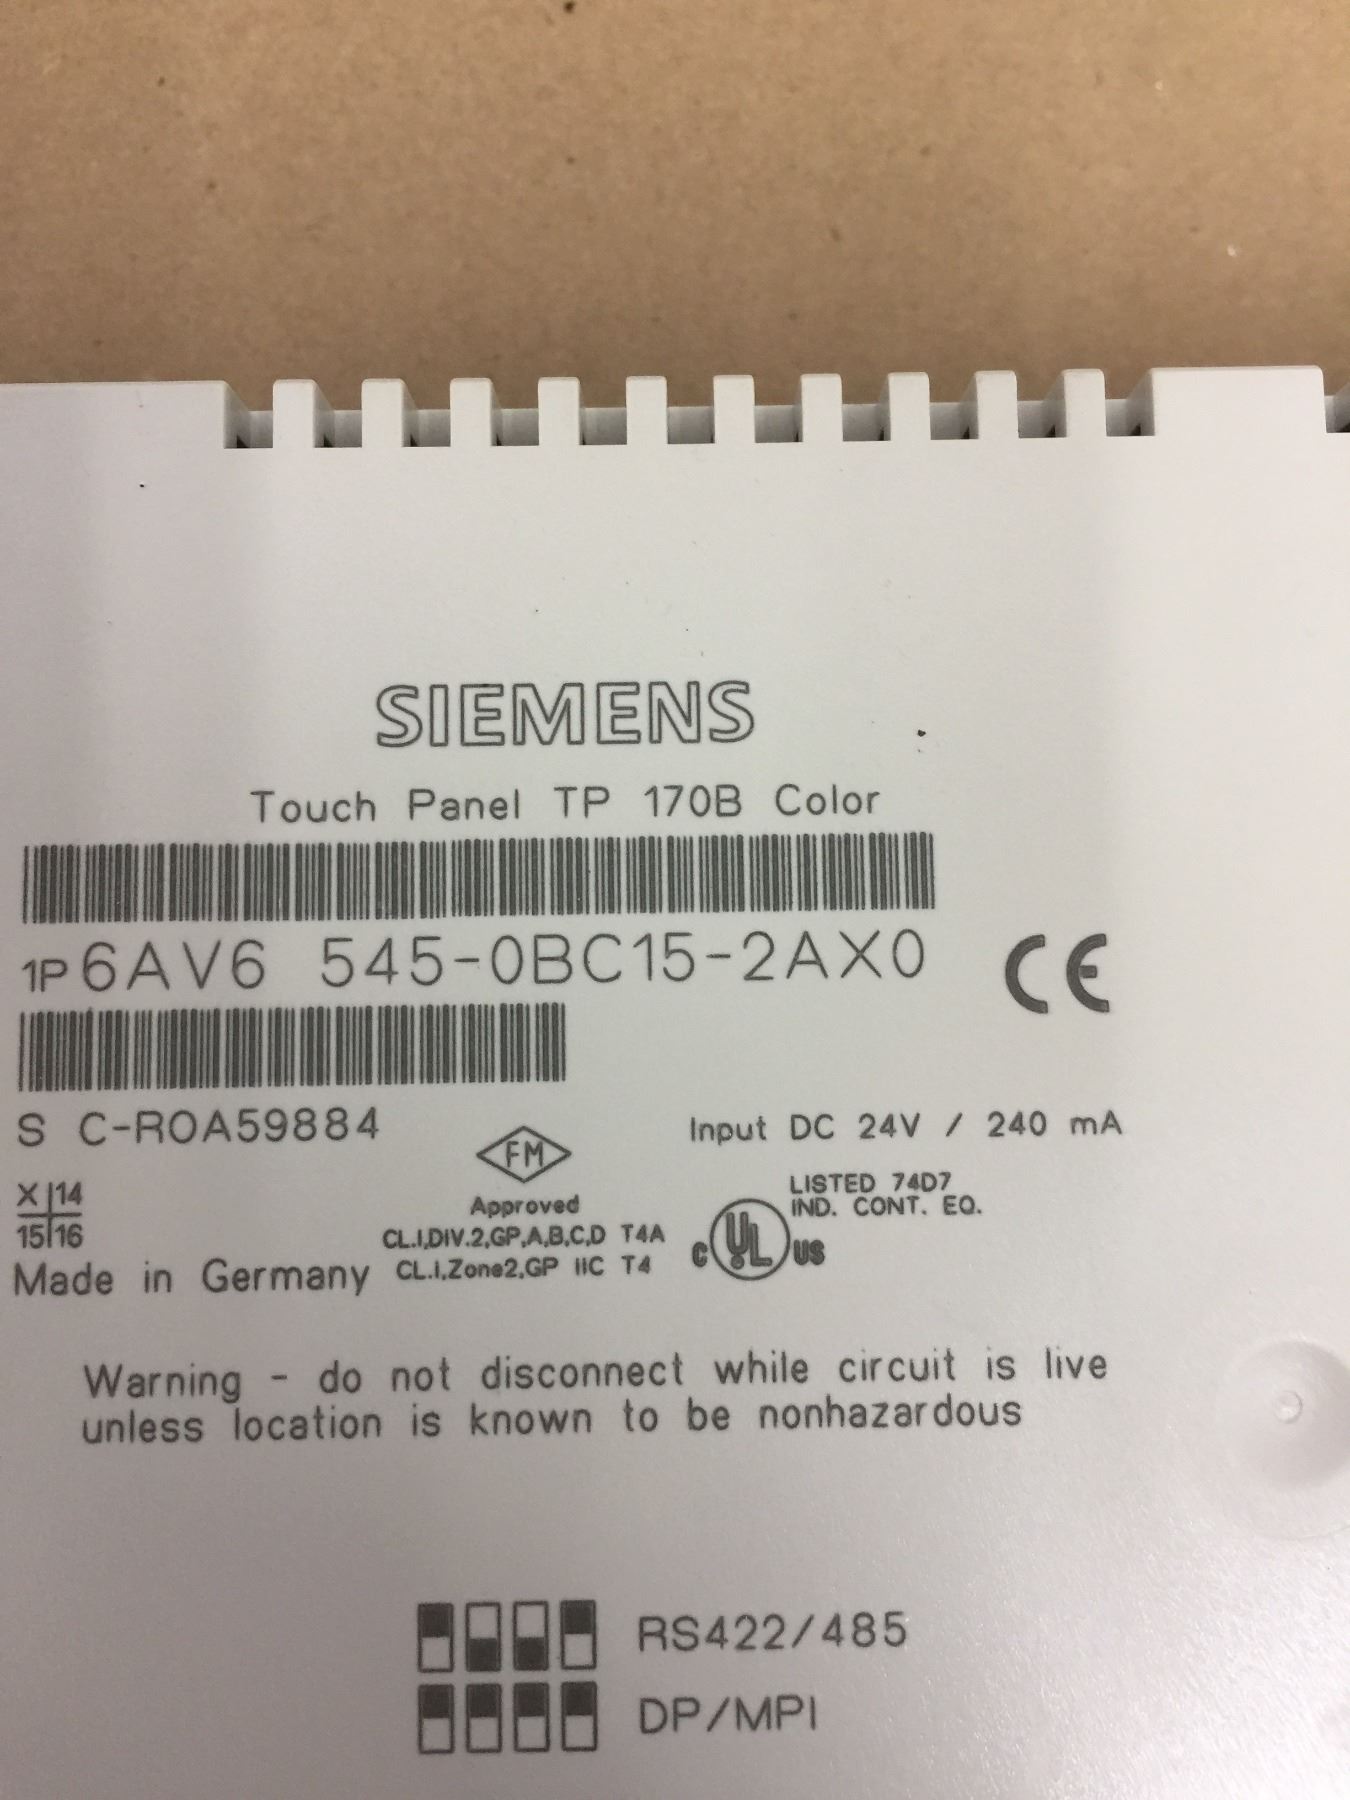 SIEMENS
Touch Panel TP 170B Color
1P 6AV6 545-0BC15-2AX0
CE
S C-R0A59884
Input DC 24V / 240 mA
FM
Approved
CL.I,DIV.2,GP,A,B,C,D T4A
CL.I,Zone2,GP IIC T4
LISTED 74D7
IND. CONT. EQ.
C UL US
X 14
15 16
Made in Germany
Warning - do not disconnect while circuit is live
unless location is known to be nonhazardous
RS422/485
DP/MPI